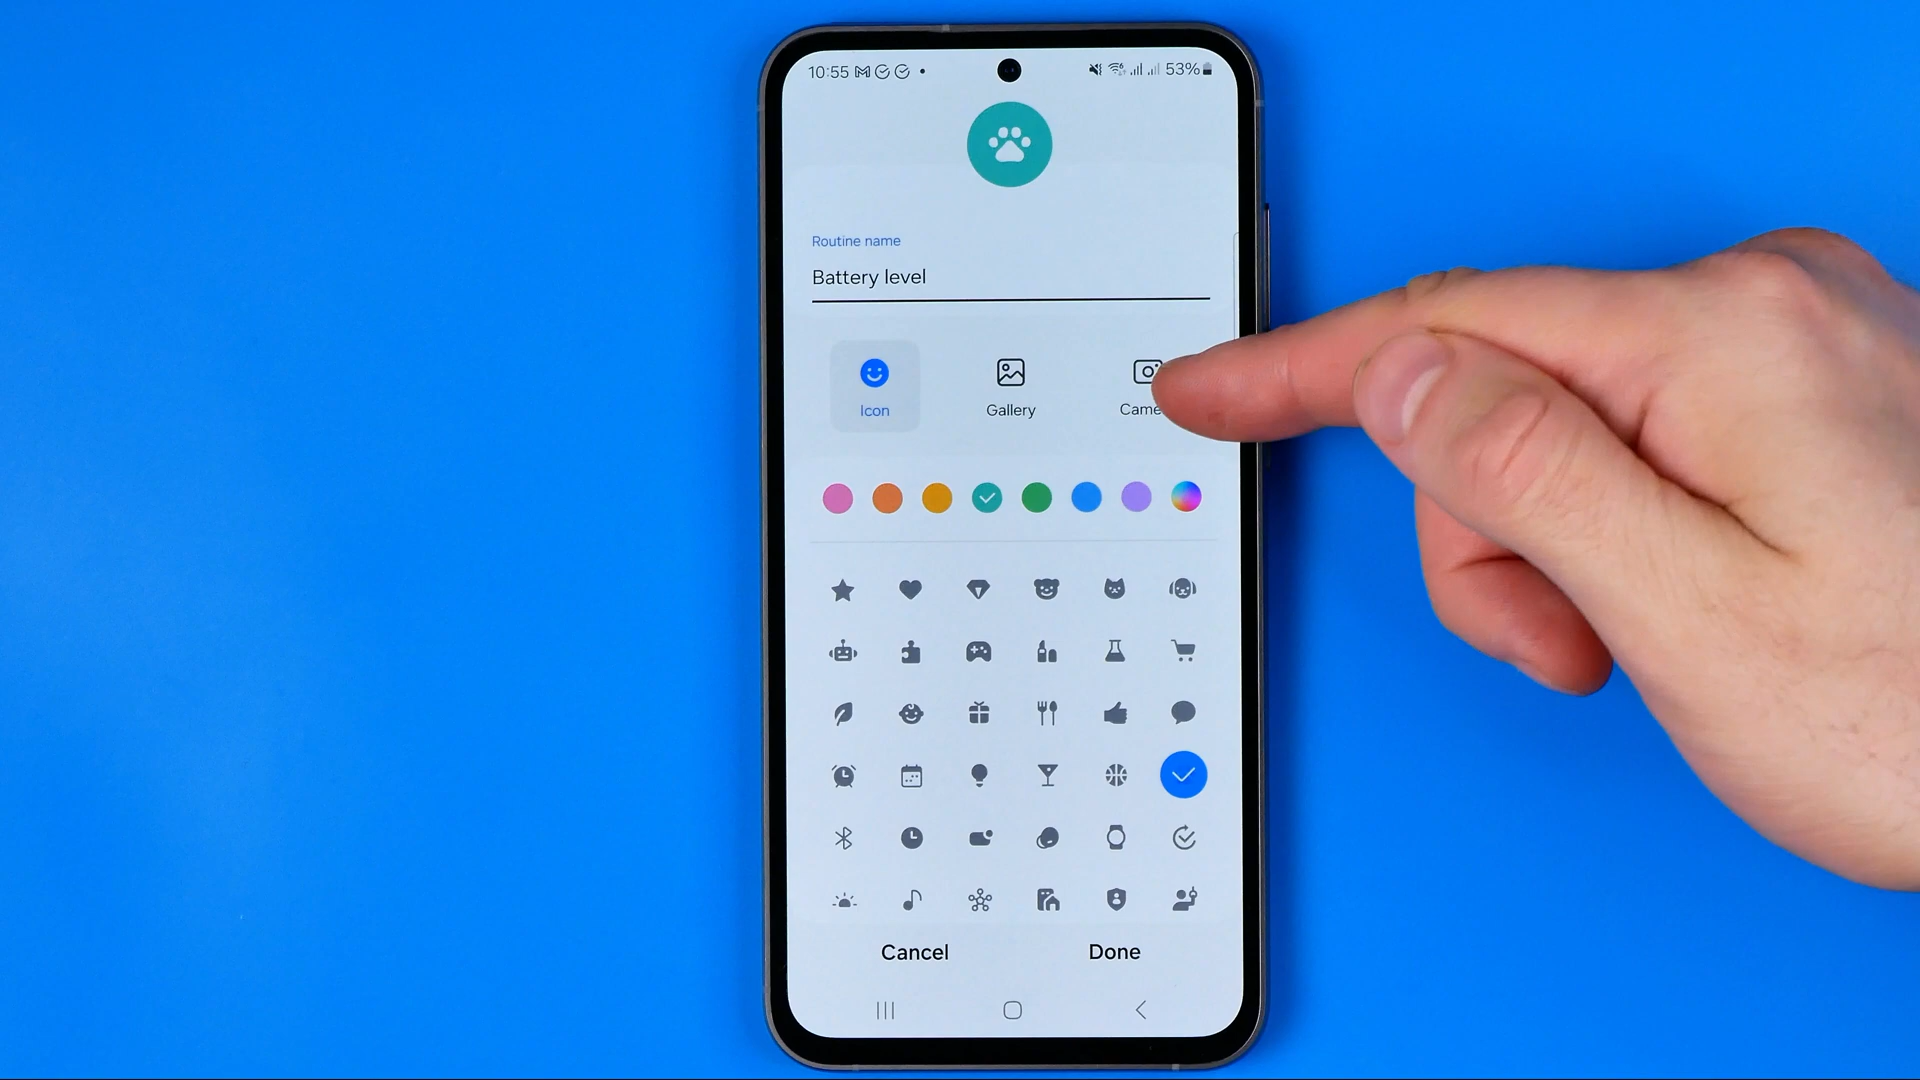 10:55 53%
Routine name
Battery level
Icon Gallery Came
Cancel Done